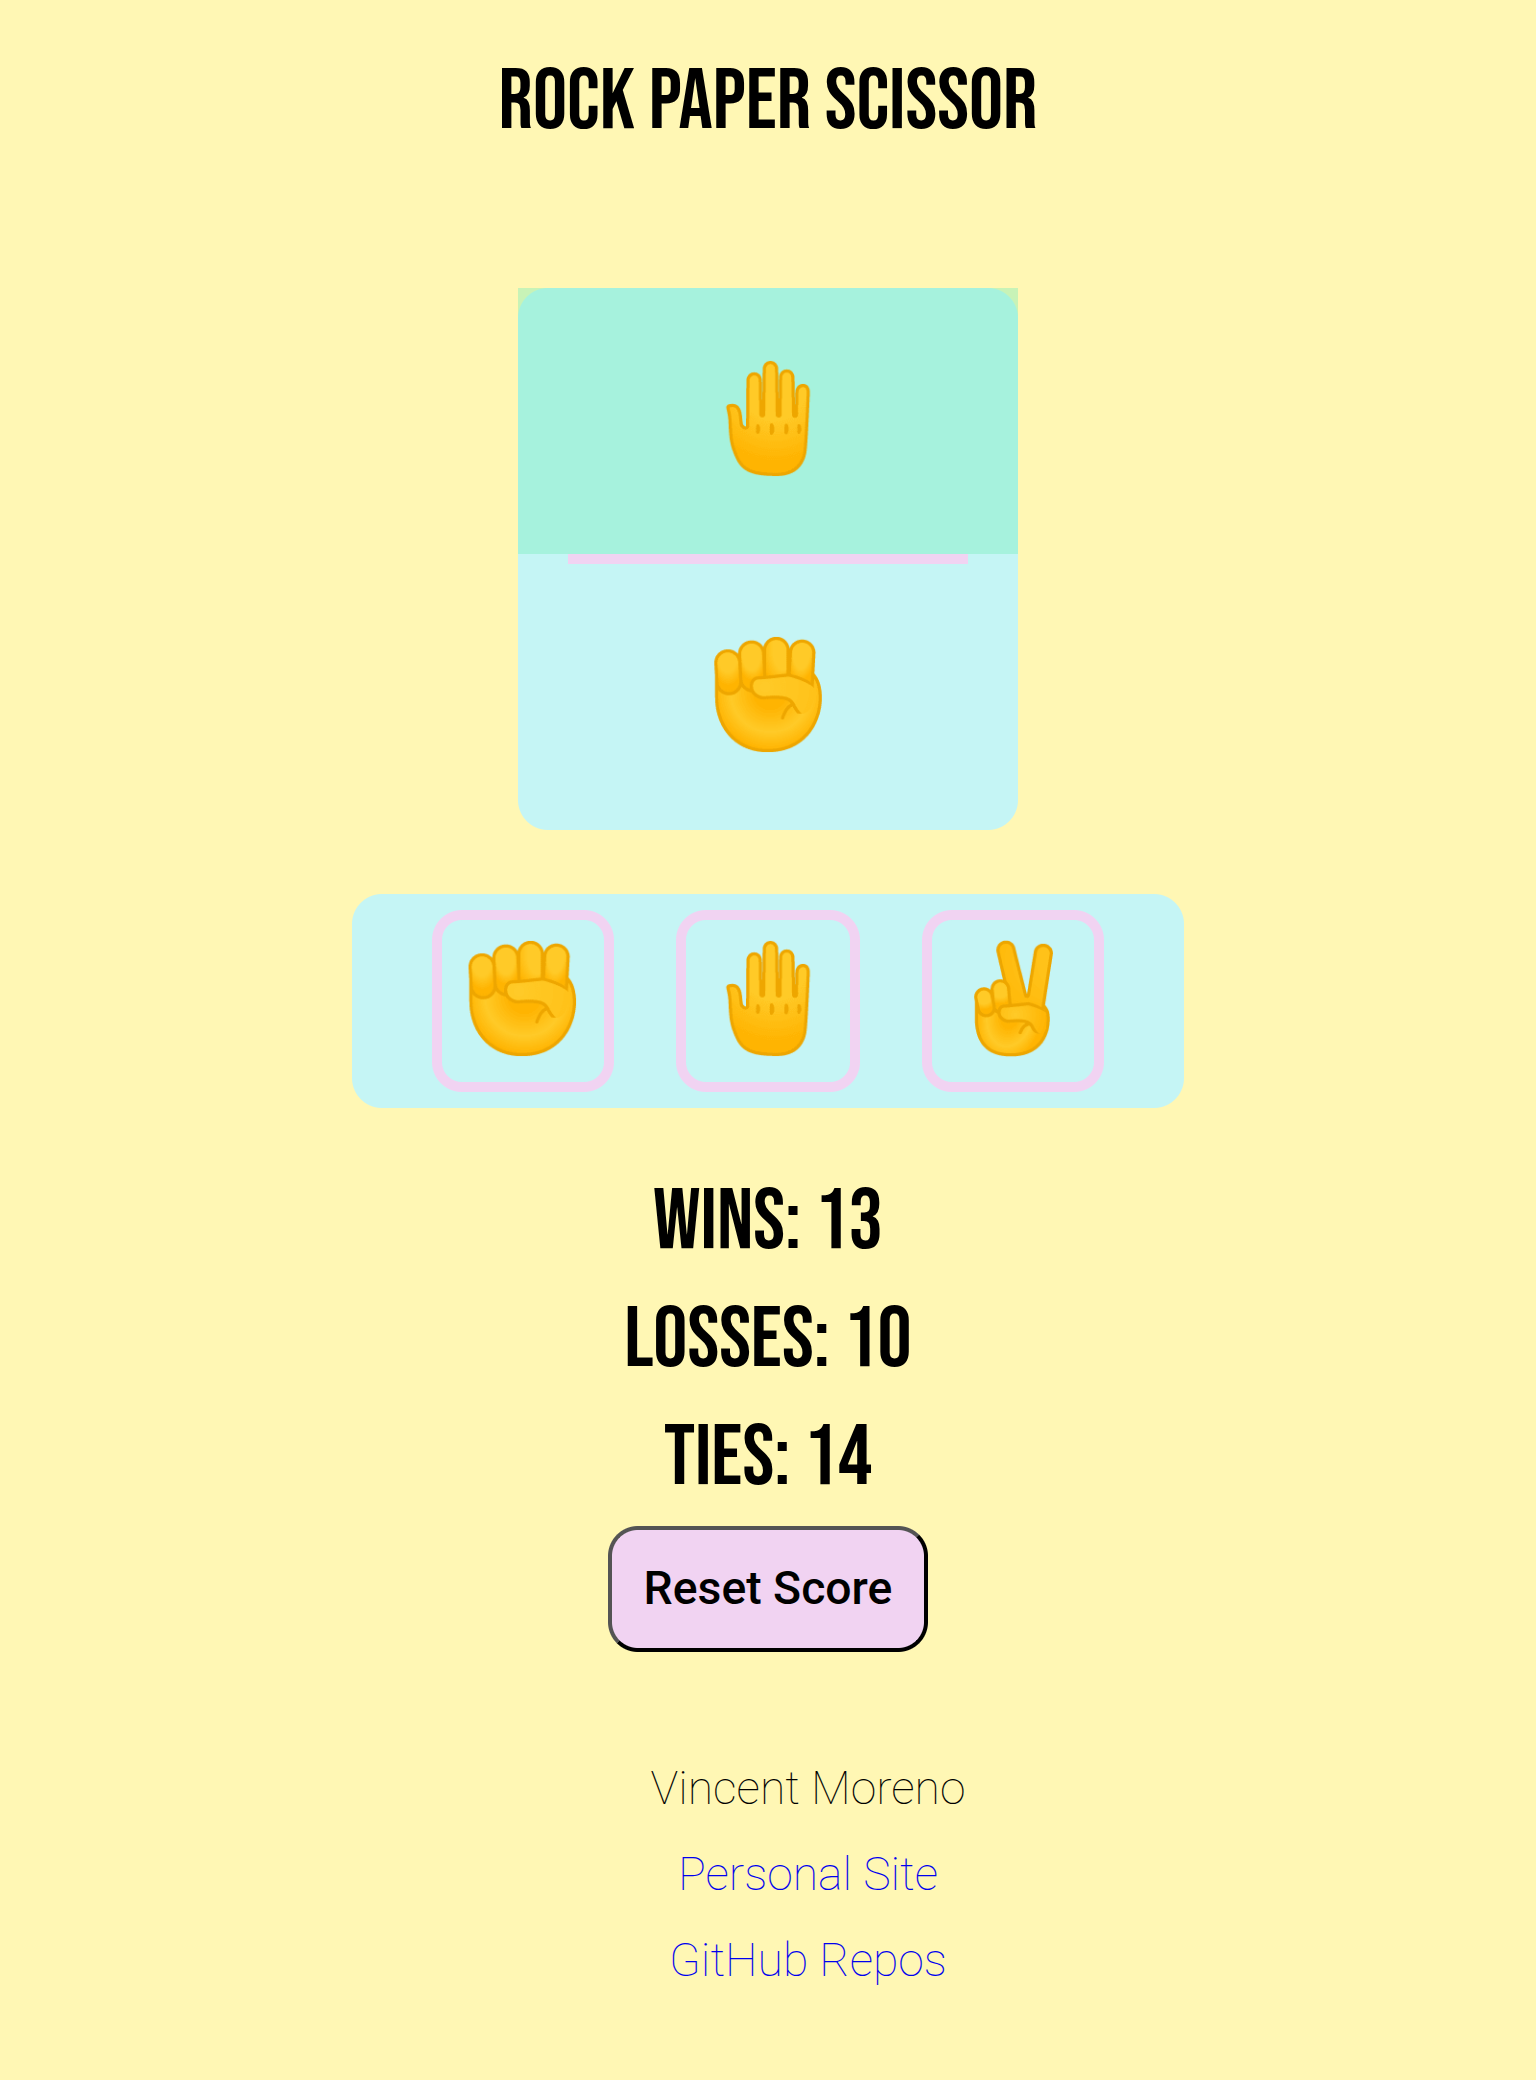 ROCK PAPER SCISSOR
WINS: 13
LOSSES: 10
TIES: 14
Reset Score
Vincent Moreno
Personal Site
GitHub Repos